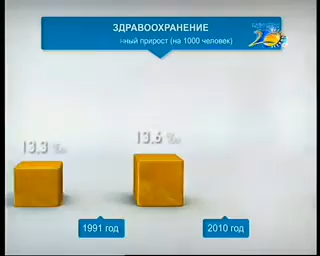 ЗДРАВООХРАНЕНИЕ
ный прирост (на 1000 человек)
13.3 ‰
13.6 ‰
1991 год
2010 год